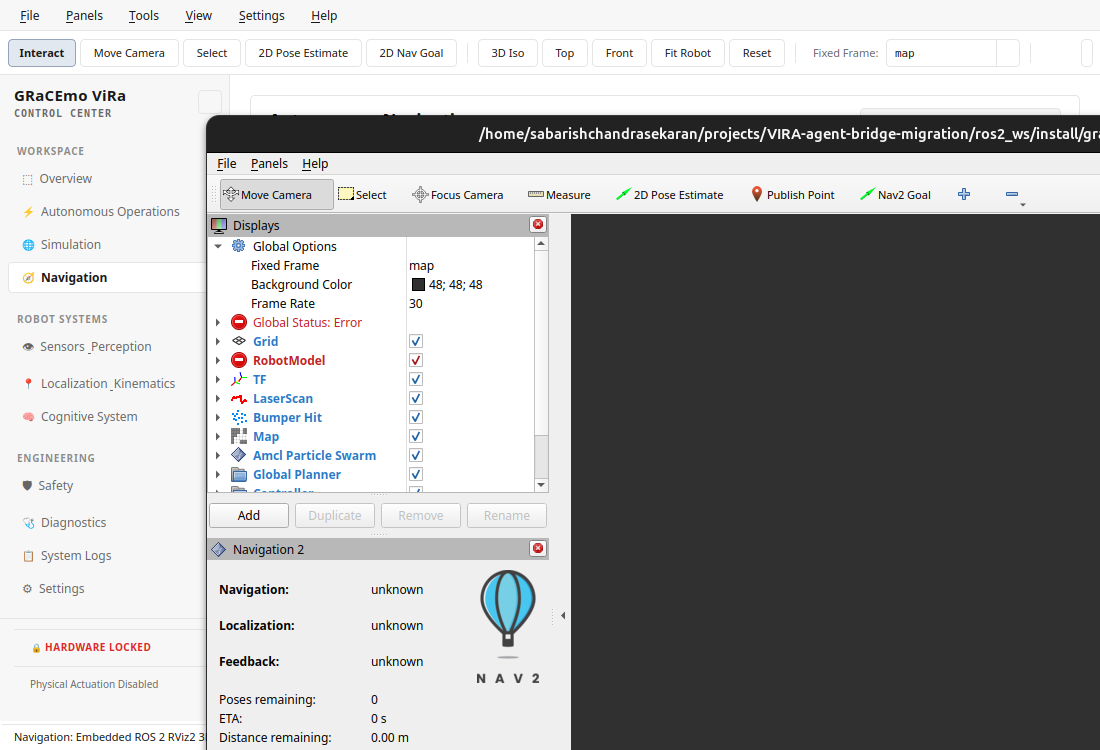 File Panels Tools View Settings Help
Interact Move Camera Select 2D Pose Estimate 2D Nav Goal 3D Iso Top Front Fit Robot Reset Fixed Frame: map
GRaCEmo ViRa
CONTROL CENTER
WORKSPACE
Overview
Autonomous Operations
Simulation
Navigation
ROBOT SYSTEMS
Sensors_Perception
Localization_Kinematics
Cognitive System
ENGINEERING
Safety
Diagnostics
System Logs
Settings
HARDWARE LOCKED
Physical Actuation Disabled
Navigation: Embedded ROS 2 RViz2
/home/sabarishchandrasekaran/projects/VIRA-agent-bridge-migration/ros2_ws/install/gra
File Panels Help
Move Camera Select Focus Camera Measure 2D Pose Estimate Publish Point Nav2 Goal
Displays
Global Options
Fixed Frame map
Background Color 48; 48; 48
Frame Rate 30
Global Status: Error
Grid
RobotModel
TF
LaserScan
Bumper Hit
Map
Amcl Particle Swarm
Global Planner
Add Duplicate Remove Rename
Navigation 2
Navigation: unknown
Localization: unknown
Feedback: unknown
NAV2
Poses remaining: 0
ETA: 0 s
Distance remaining: 0.00 m